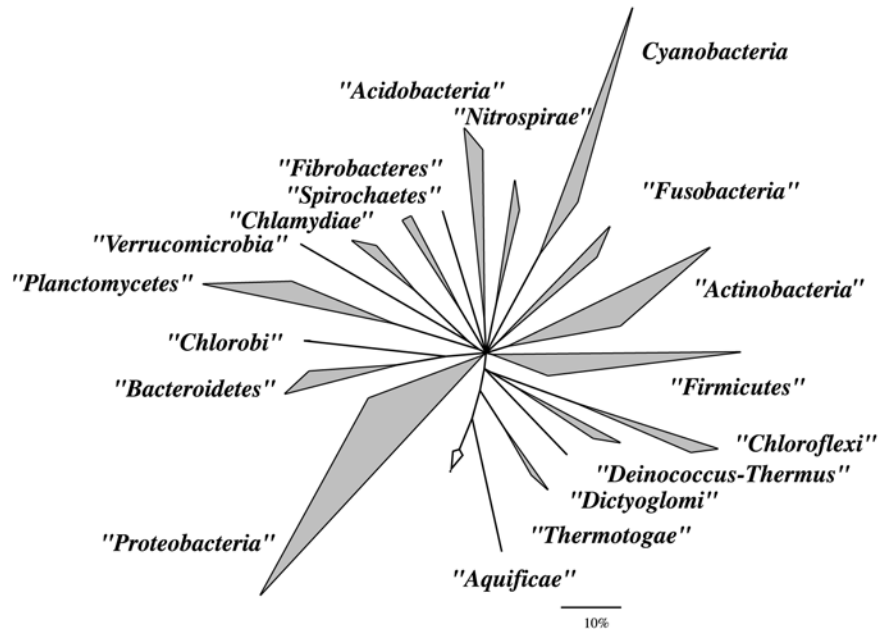 Cyanobacteria
"Acidobacteria"
"Nitrospirae"
"Fibrobacteres"
"Spirochaetes"
"Fusobacteria"
"Chlamydiae"
"Verrucomicrobia"
"Planctomycetes"
"Actinobacteria"
"Chlorobi"
"Bacteroidetes"
"Firmicutes"
"Chloroflexi"
"Deinococcus-Thermus"
"Dictyoglomi"
"Thermotogae"
"Proteobacteria"
"Aquificae"
10%